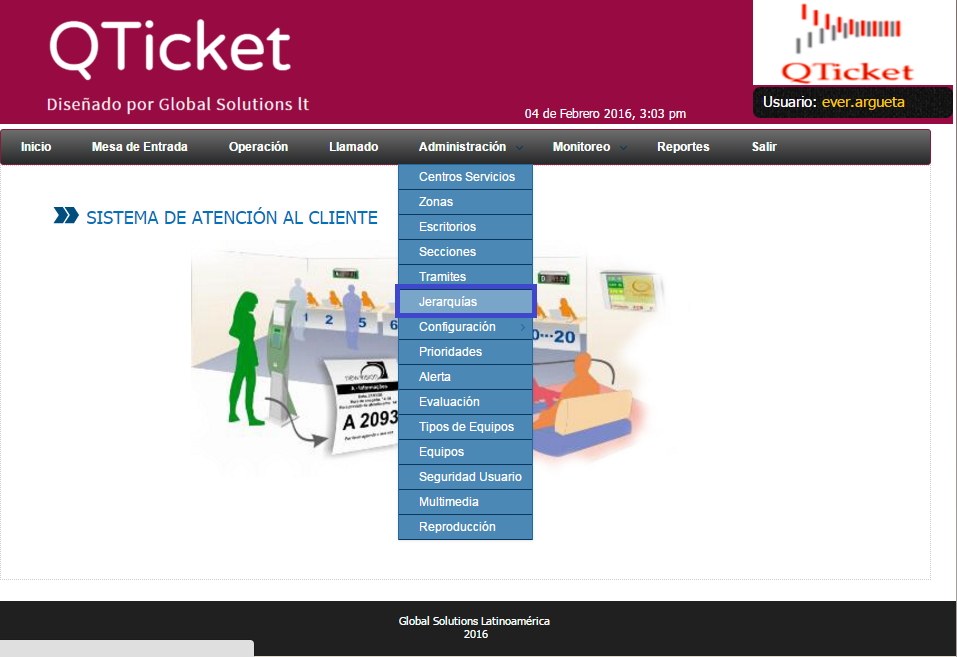 QTicket
Diseñado por Global Solutions lt
04 de Febrero 2016, 3:03 pm
QTicket
Usuario: ever.argueta
Inicio
Mesa de Entrada
Operación
Llamado
Administración
Monitoreo
Reportes
Salir
Centros Servicios
Zonas
Escritorios
Secciones
Tramites
Jerarquías
Configuración
Prioridades
Alerta
Evaluación
Tipos de Equipos
Equipos
Seguridad Usuario
Multimedia
Reproducción
SISTEMA DE ATENCIÓN AL CLIENTE
1 2 5 6
0···20
A - Informações
A 2093
Global Solutions Latinoamérica
2016